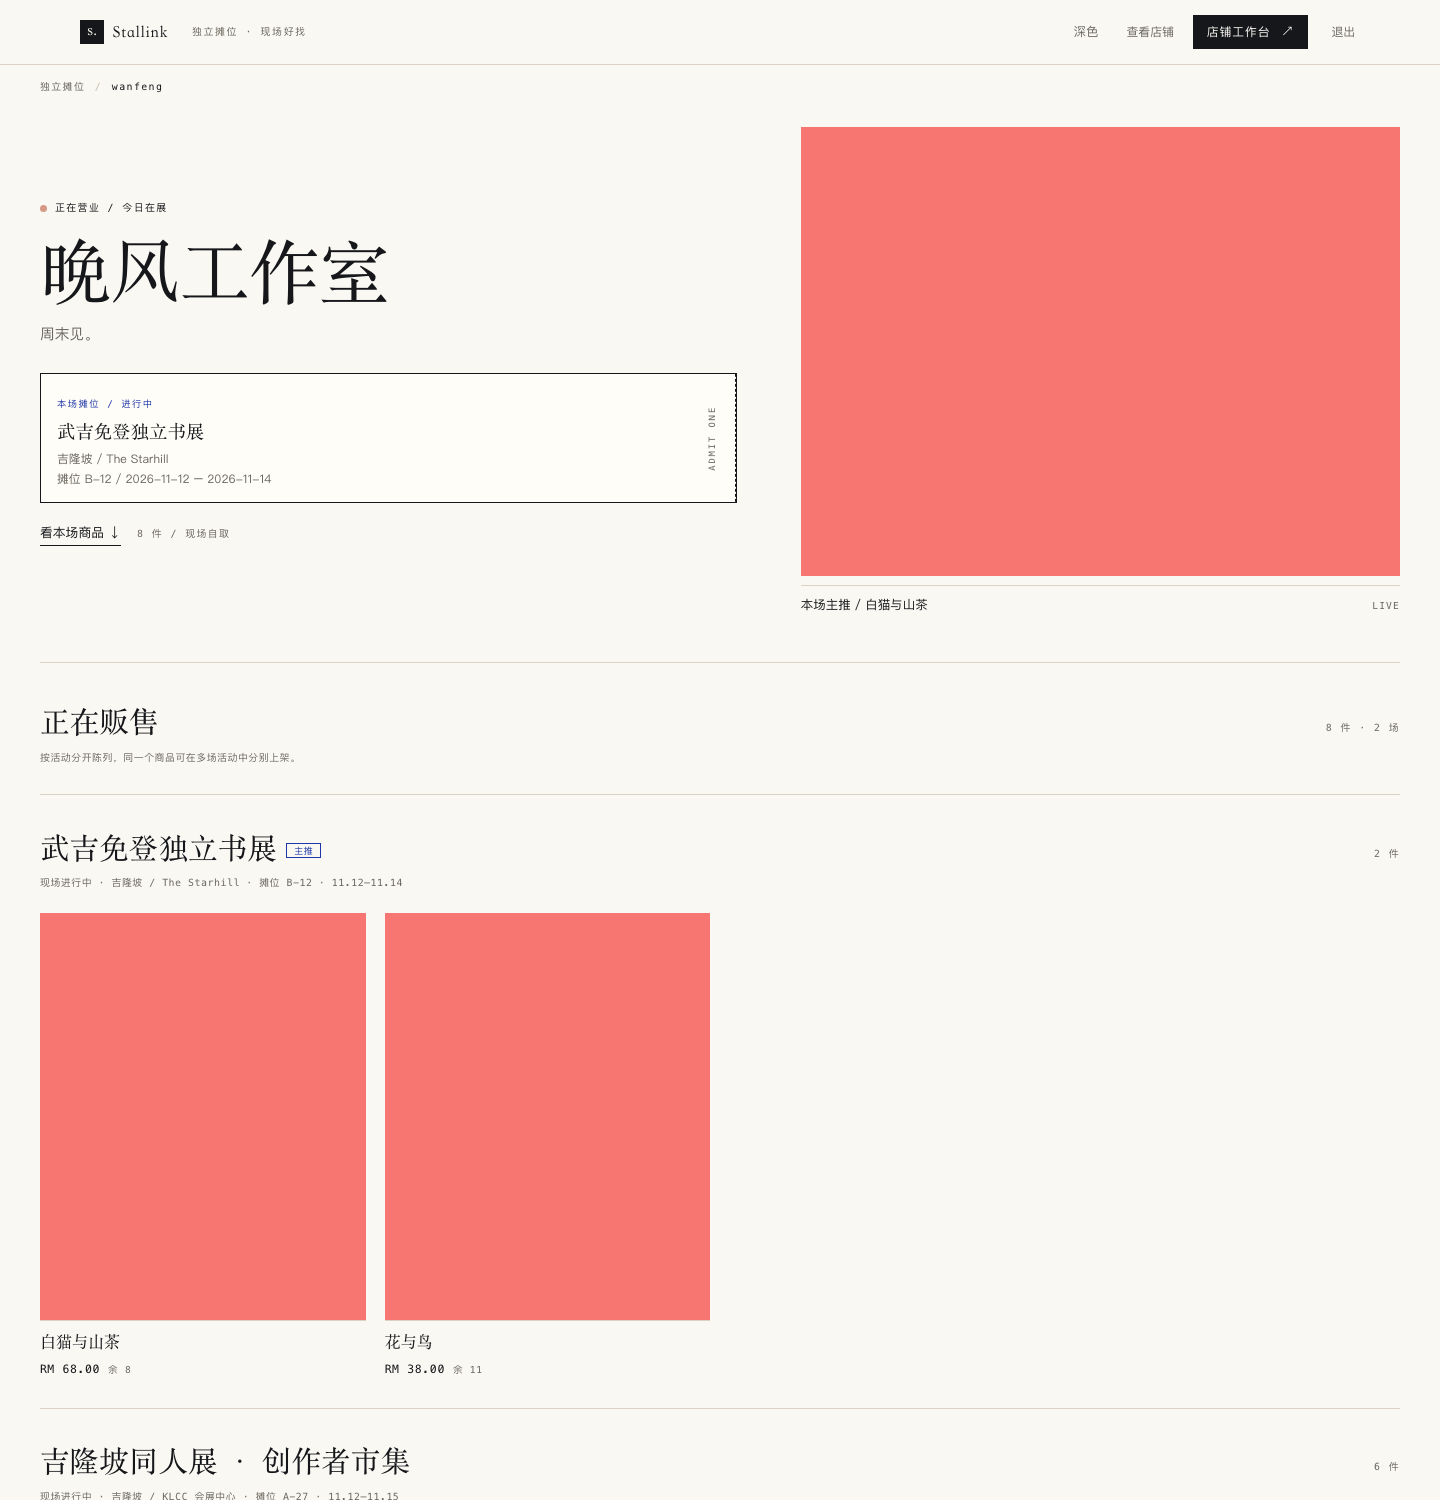 S. Stallink 独立摊位 · 现场好找 深色 查看店铺 店铺工作台 ↗ 退出
独立摊位 / wanfeng
正在营业 / 今日在展
晚风工作室
周末见。
本场摊位 / 进行中
武吉免登独立书展
吉隆坡 / The Starhill
摊位 B–12 / 2026–11–12 — 2026–11–14
ADMIT ONE
看本场商品 ↓ 8 件 / 现场自取
本场主推 / 白猫与山茶 LIVE
正在贩售 8 件 · 2 场
按活动分开陈列，同一个商品可在多场活动中分别上架。
武吉免登独立书展 主推 2 件
现场进行中 · 吉隆坡 / The Starhill · 摊位 B–12 · 11.12–11.14
白猫与山茶
RM 68.00 余 8
花与鸟
RM 38.00 余 11
吉隆坡同人展 · 创作者市集 6 件
现场进行中 · 吉隆坡 / KLCC 会展中心 · 摊位 A–27 · 11.12–11.15